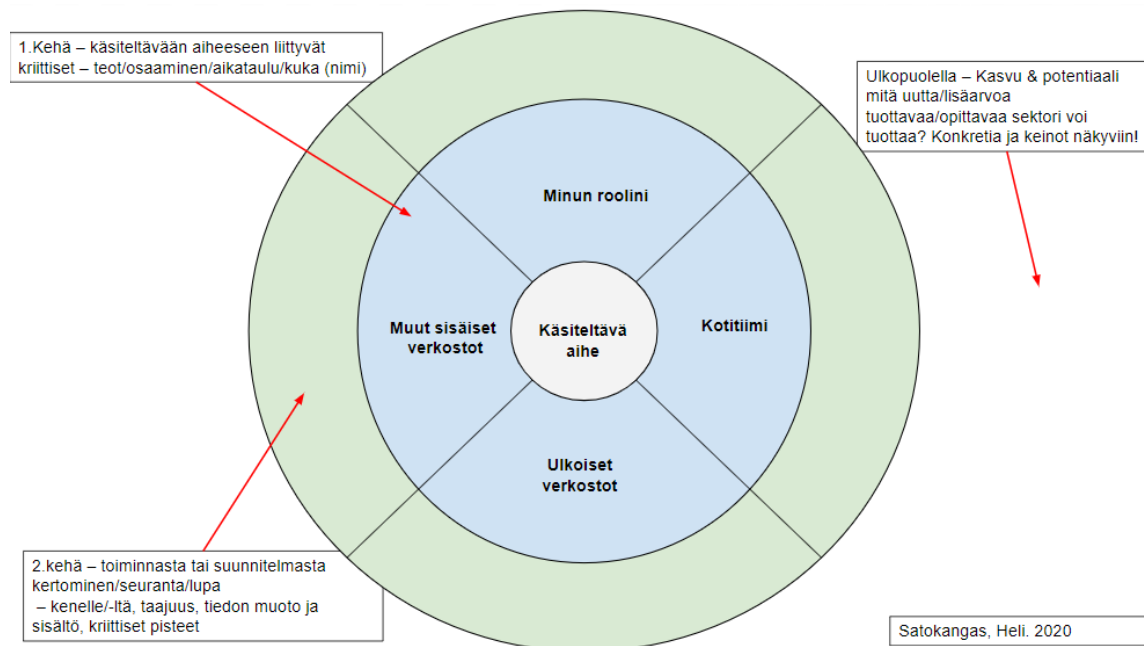 1.Kehä – käsiteltävään aiheeseen liittyvät
kriittiset – teot/osaaminen/aikataulu/kuka (nimi)
Ulkopuolella – Kasvu & potentiaali
mitä uutta/lisäarvoa
tuottavaa/opittavaa sektori voi
tuottaa? Konkretia ja keinot näkyviin!
Minun roolini
Muut sisäiset
verkostot
Käsiteltävä
aihe
Kotitiimi
Ulkoiset
verkostot
2.kehä – toiminnasta tai suunnitelmasta
kertominen/seuranta/lupa
– kenelle/-ltä, taajuus, tiedon muoto ja
sisältö, kriittiset pisteet
Satokangas, Heli. 2020